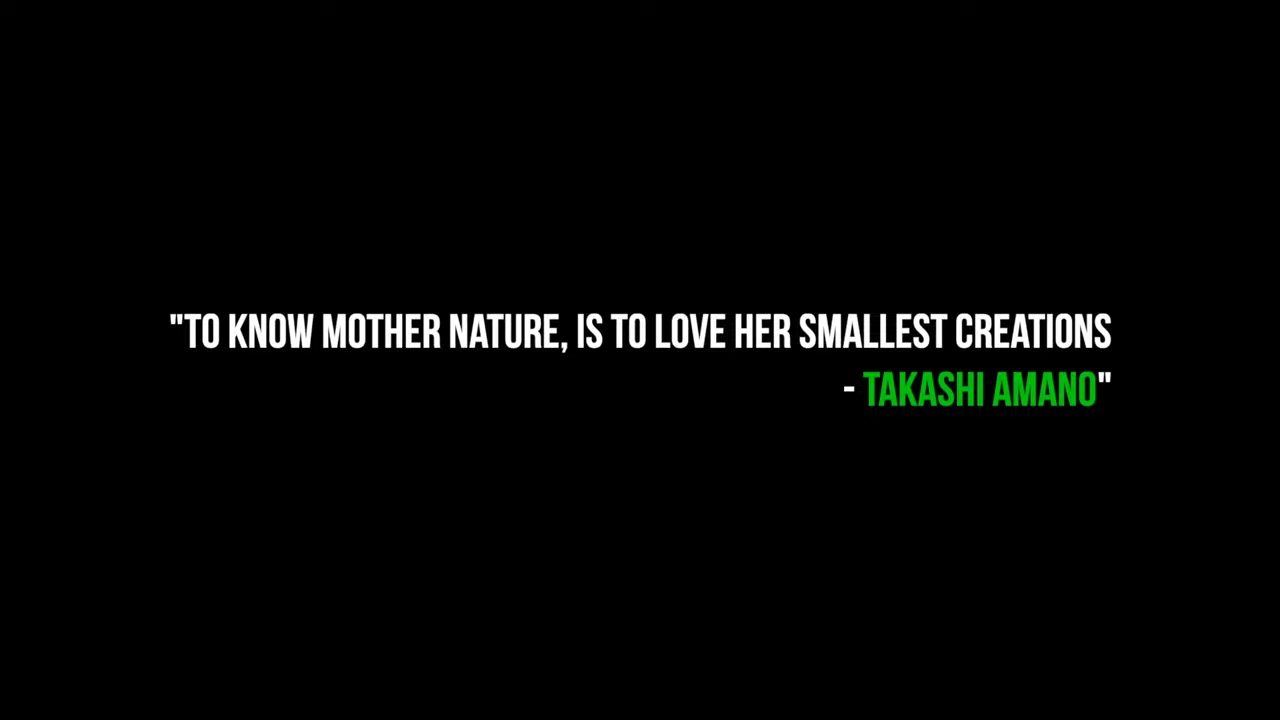 "TO KNOW MOTHER NATURE, IS TO LOVE HER SMALLEST CREATIONS
- TAKASHI AMANO"